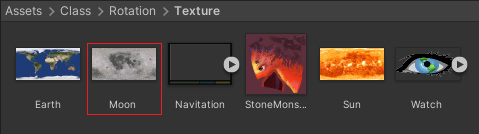 Assets > Class > Rotation > Texture
Earth Moon Navitation StoneMons... Sun Watch